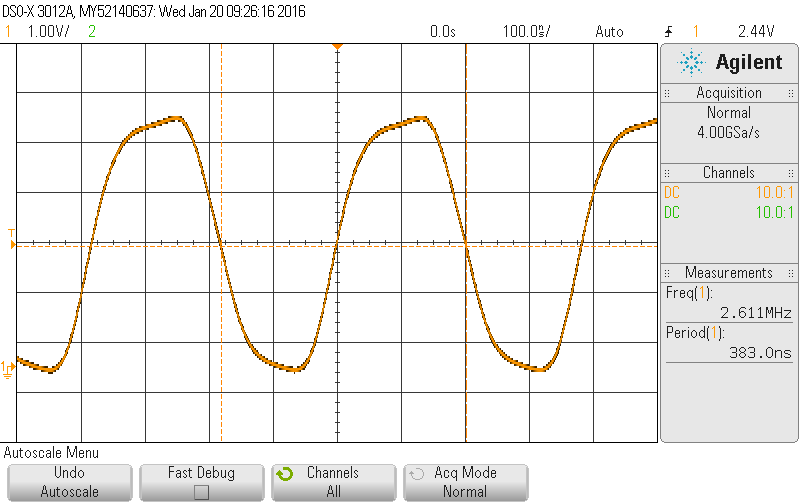 DSO-X 3012A, MY52140637: Wed Jan 20 09:26:16 2016
1 1.00V/ 2 0.0s 100.0ns/ Auto 1 2.44V
Agilent
Acquisition
Normal
4.00GSa/s
Channels
DC 10.0:1
DC 10.0:1
Measurements
Freq(1):
2.611MHz
Period(1):
383.0ns
T
1
Autoscale Menu
Undo
Autoscale
Fast Debug
Channels
All
Acq Mode
Normal